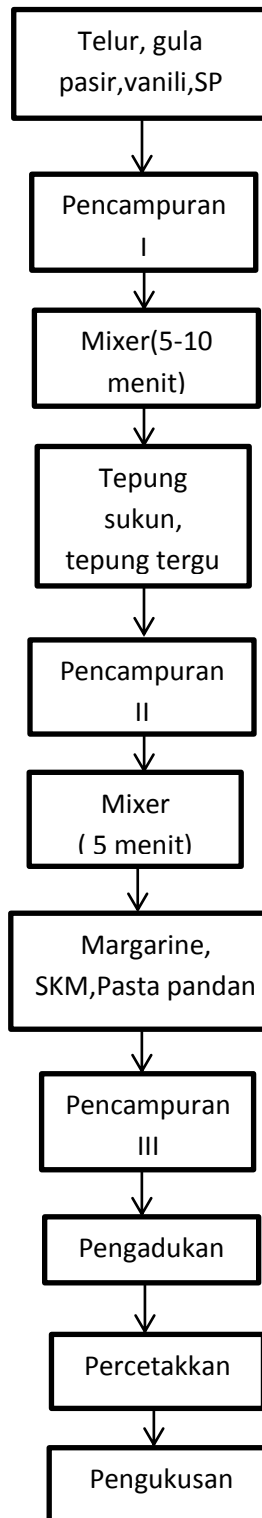 Telur, gula
pasir,vanili,SP
Pencampuran
I
Mixer(5-10
menit)
Tepung
sukun,
tepung tergu
Pencampuran
II
Mixer
( 5 menit)
Margarine,
SKM,Pasta pandan
Pencampuran
III
Pengadukan
Percetakkan
Pengukusan